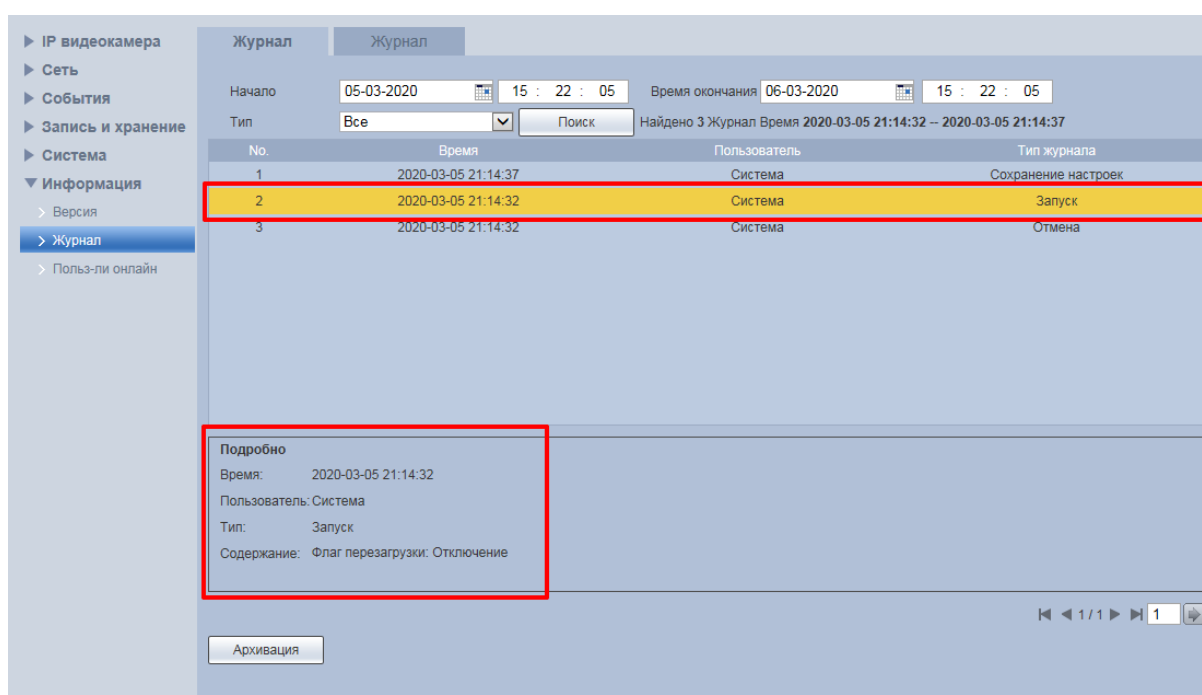 IP видеокамера
Сеть
События
Запись и хранение
Система
Информация
Версия
Журнал
Польз-ли онлайн
Журнал Журнал
Начало 05-03-2020 15 : 22 : 05 Время окончания 06-03-2020 15 : 22 : 05
Тип Все Поиск Найдено 3 Журнал Время 2020-03-05 21:14:32 -- 2020-03-05 21:14:37
No. Время Пользователь Тип журнала
1 2020-03-05 21:14:37 Система Сохранение настроек
2 2020-03-05 21:14:32 Система Запуск
3 2020-03-05 21:14:32 Система Отмена
Подробно
Время: 2020-03-05 21:14:32
Пользователь: Система
Тип: Запуск
Содержание: Флаг перезагрузки: Отключение
1 / 1 1
Архивация